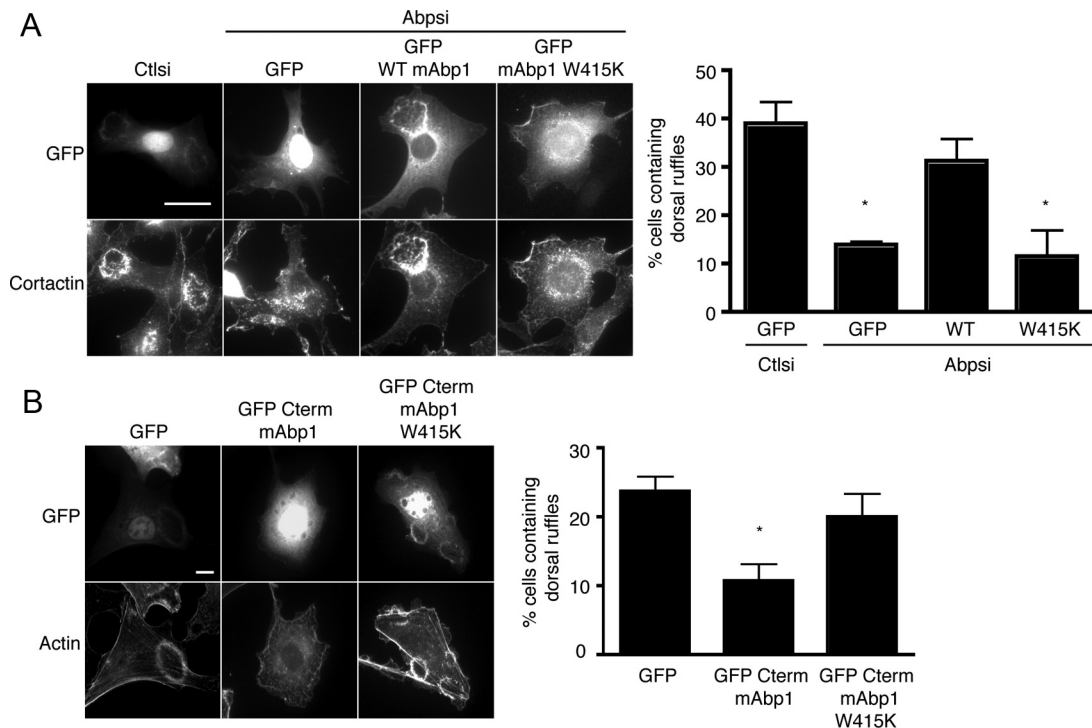 A
Abpsi
Ctlsi
GFP
GFP
WT mAbp1
GFP
mAbp1 W415K
GFP
Cortactin
% cells containing
dorsal ruffles
50
40
30
20
10
0
*
*
GFP
GFP
WT
W415K
Ctlsi
Abpsi
B
GFP
GFP Cterm
mAbp1
GFP Cterm
mAbp1
W415K
GFP
Actin
% cells containing
dorsal ruffles
30
20
10
0
*
GFP
GFP Cterm
mAbp1
GFP Cterm
mAbp1
W415K